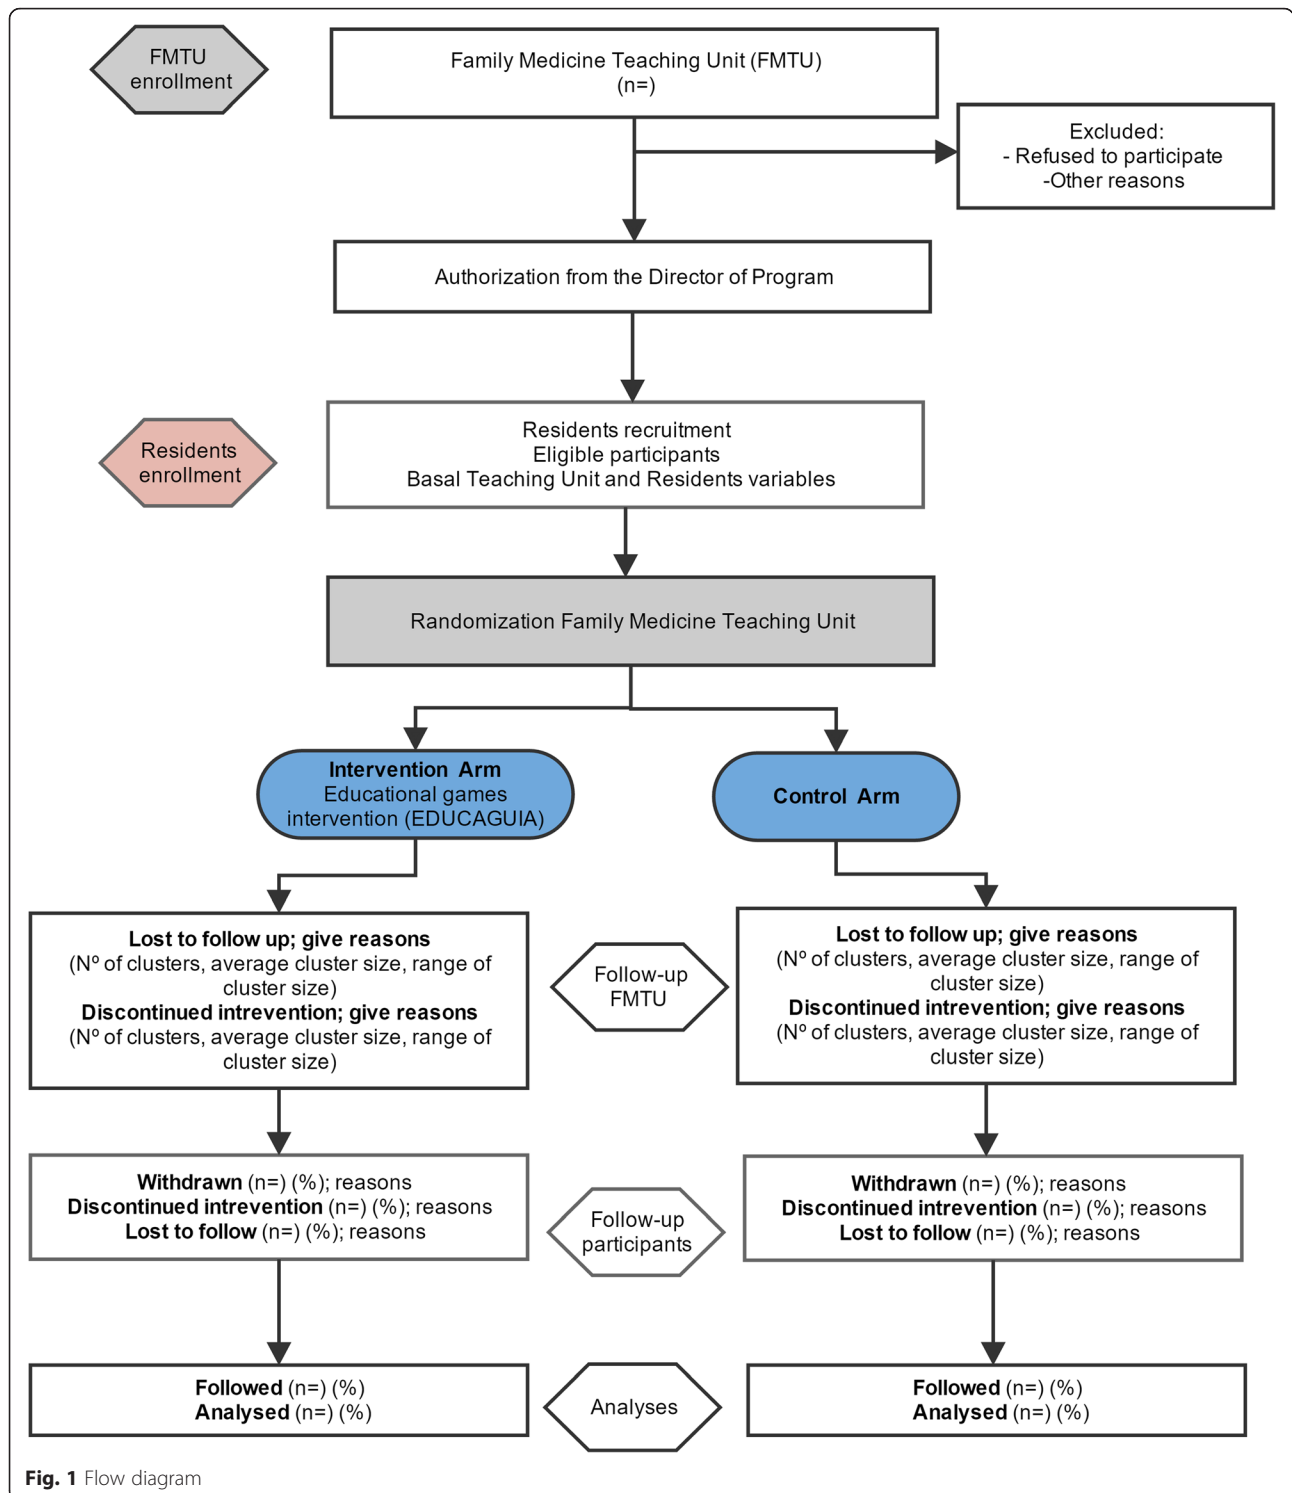 FMTU
enrollment
Family Medicine Teaching Unit (FMTU)
(n=)
Excluded:
- Refused to participate
-Other reasons
Authorization from the Director of Program
Residents
enrollment
Residents recruitment
Eligible participants
Basal Teaching Unit and Residents variables
Randomization Family Medicine Teaching Unit
Intervention Arm
Educational games
intervention (EDUCAGUIA)
Control Arm
Lost to follow up; give reasons
(Nº of clusters, average cluster size, range of
cluster size)
Discontinued intrevention; give reasons
(Nº of clusters, average cluster size, range of
cluster size)
Follow-up
FMTU
Lost to follow up; give reasons
(Nº of clusters, average cluster size, range of
cluster size)
Discontinued intrevention; give reasons
(Nº of clusters, average cluster size, range of
cluster size)
Withdrawn (n=) (%); reasons
Discontinued intrevention (n=) (%); reasons
Lost to follow (n=) (%); reasons
Follow-up
participants
Withdrawn (n=) (%); reasons
Discontinued intrevention (n=) (%); reasons
Lost to follow (n=) (%); reasons
Followed (n=) (%)
Analysed (n=) (%)
Analyses
Followed (n=) (%)
Analysed (n=) (%)
Fig. 1 Flow diagram